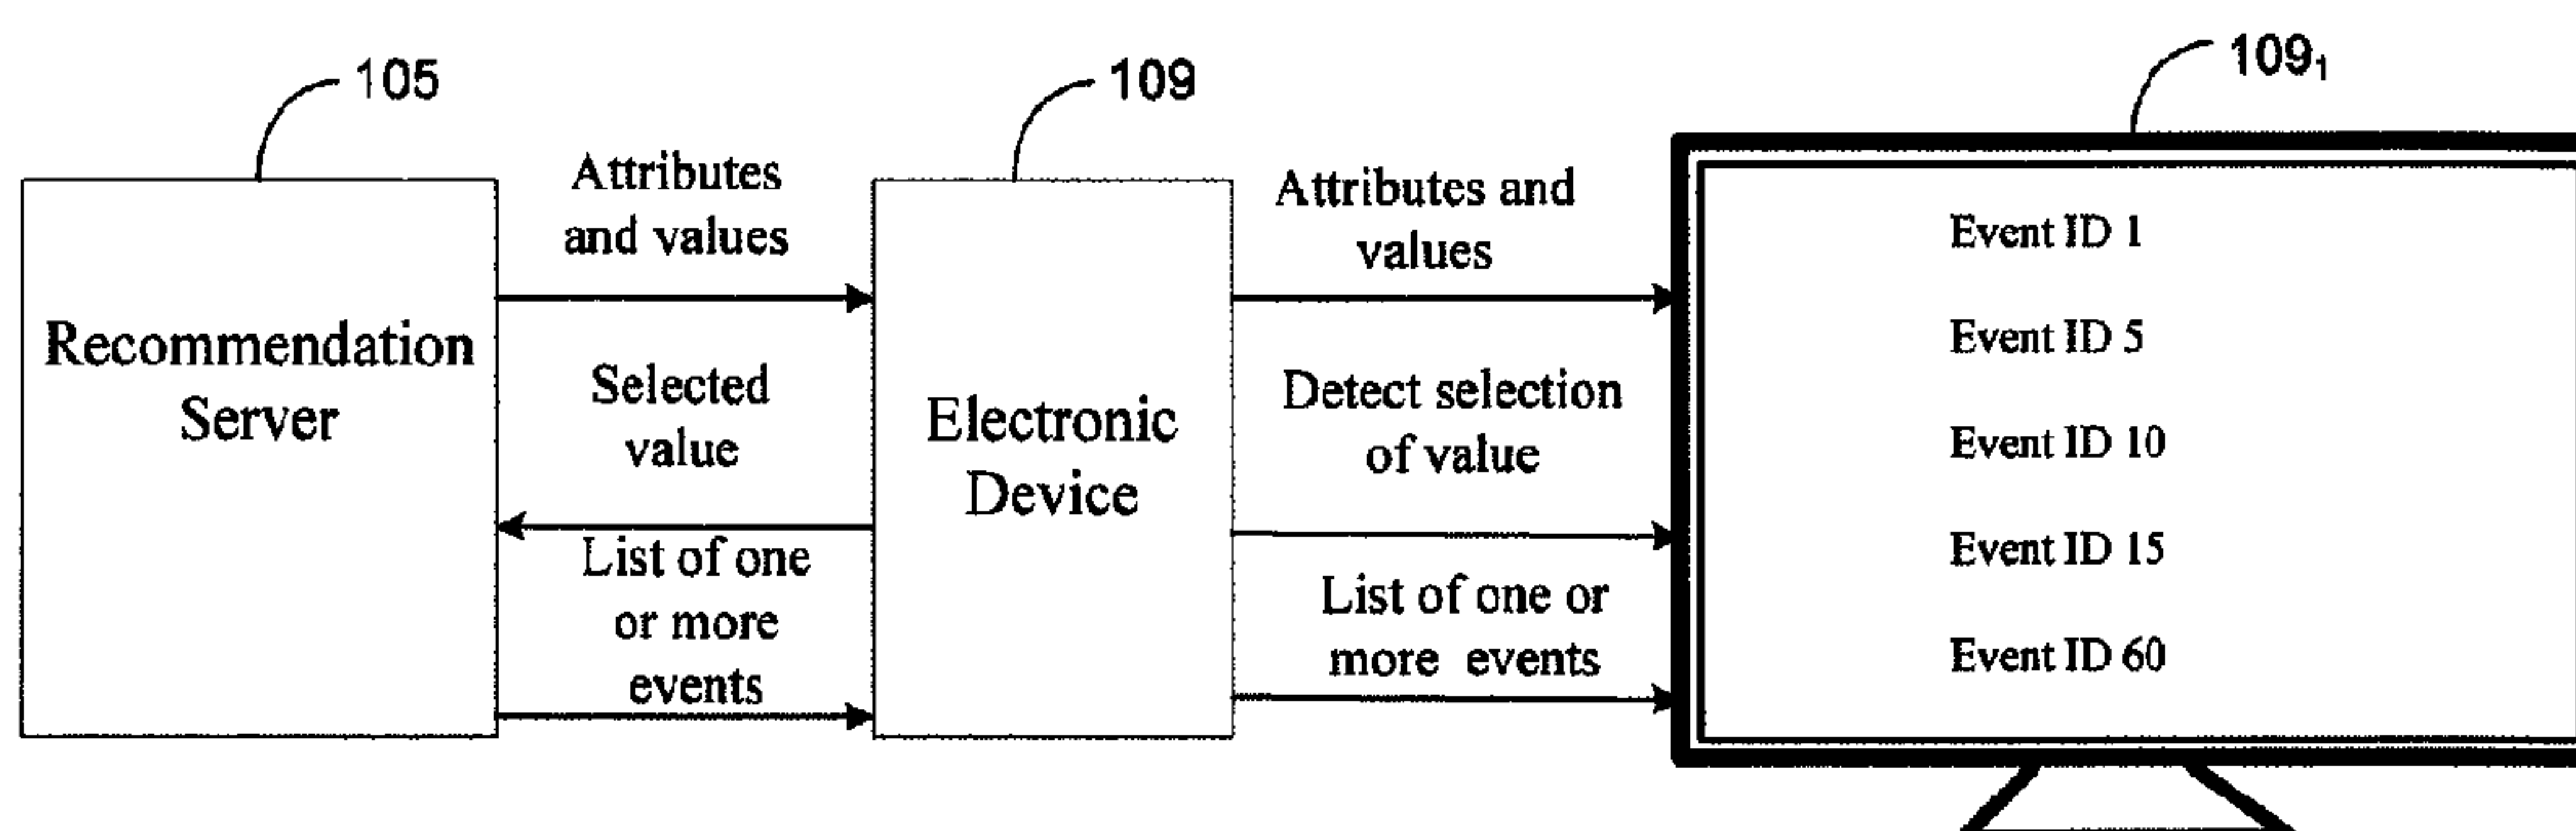 105
109
109₁
Recommendation
Server
Attributes
and values
Selected
value
List of one
or more
events
Electronic
Device
Attributes and
values
Detect selection
of value
List of one or
more events
Event ID 1
Event ID 5
Event ID 10
Event ID 15
Event ID 60